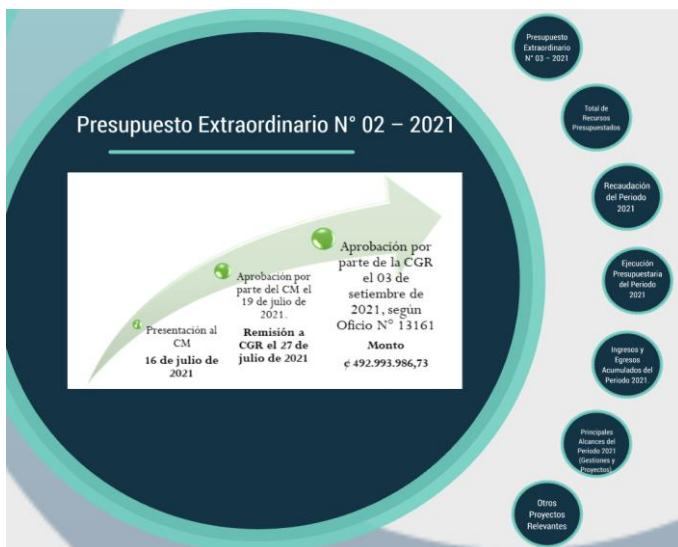 Presupuesto Extraordinario N° 02 – 2021
Presentación al
CM
16 de julio de
2021
Aprobación por
parte del CM el
19 de julio de
2021.
Remisión a
CGR el 27 de
julio de 2021
Aprobación por
parte de la CGR
el 03 de
setiembre de
2021, según
Oficio N° 13161
Monto
¢ 492.993.986,73
Presupuesto
Extraordinario
N° 03 – 2021
Total de
Recursos
Presupuestados
Recaudación
del Periodo
2021
Ejecución
Presupuestaria
del Periodo
2021
Ingresos y
Egresos
Acumulados del
Periodo 2021.
Principales
Alcances del
Periodo 2021
(Gestiones y
Proyectos)
Otros
Proyectos
Relevantes